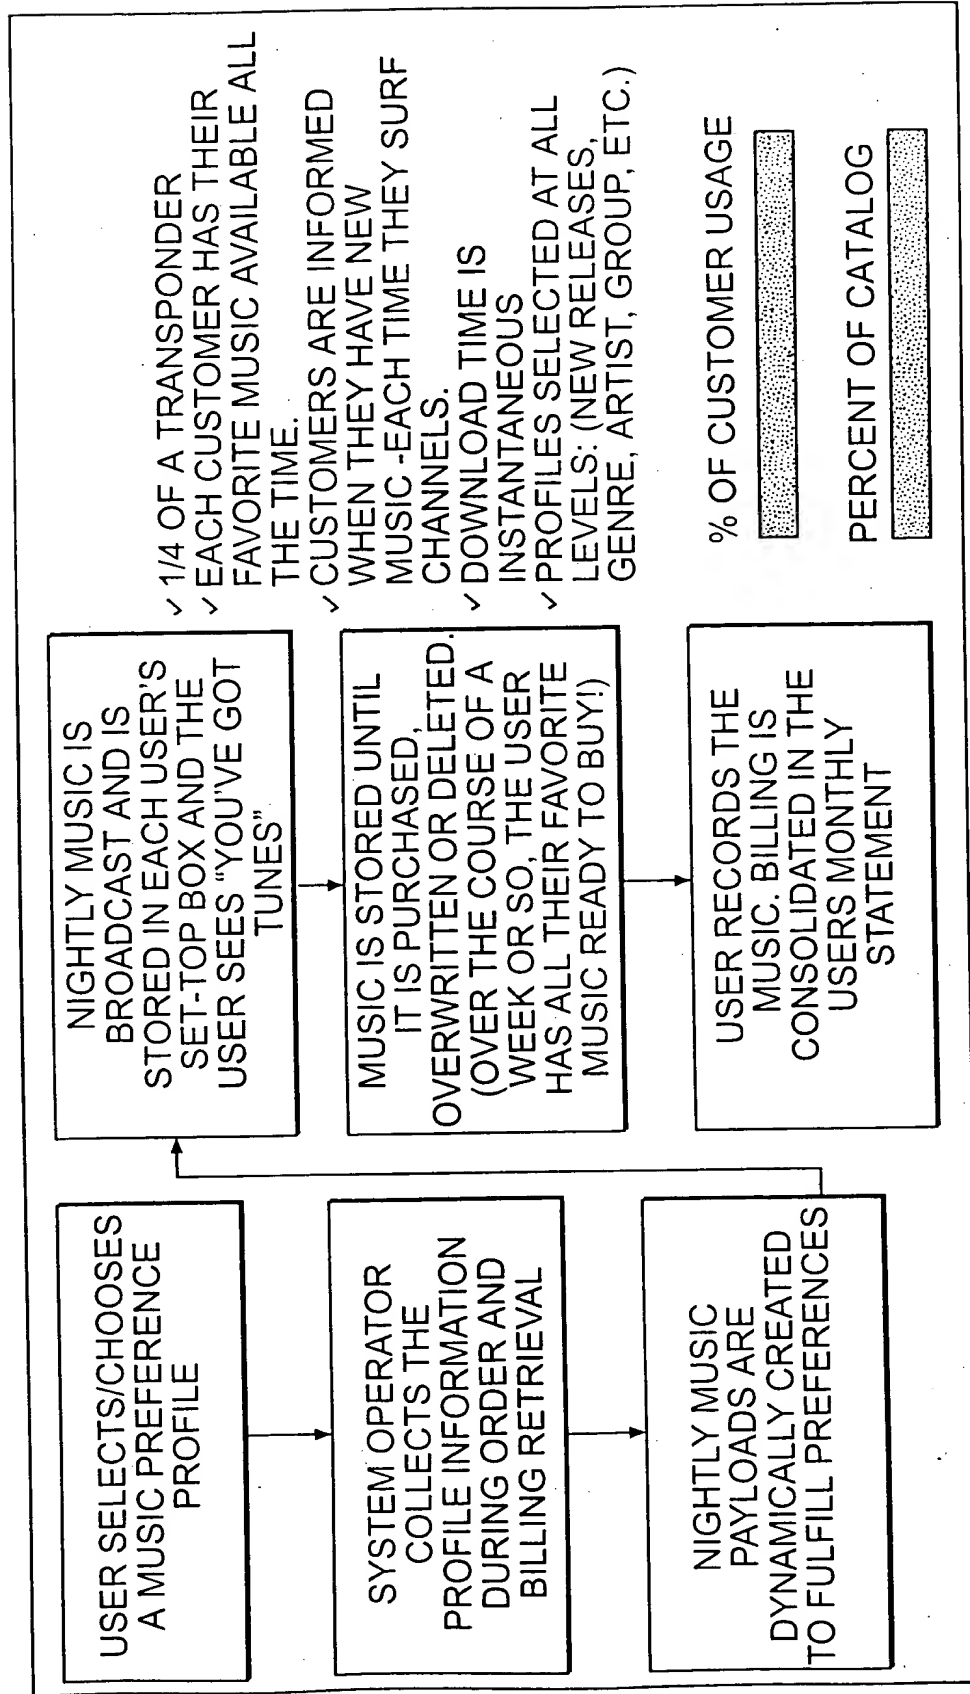 USER SELECTS/CHOOSES
A MUSIC PREFERENCE
PROFILE
SYSTEM OPERATOR
COLLECTS THE
PROFILE INFORMATION
DURING ORDER AND
BILLING RETRIEVAL
NIGHTLY MUSIC
PAYLOADS ARE
DYNAMICALLY CREATED
TO FULFILL PREFERENCES
NIGHTLY MUSIC IS
BROADCAST AND IS
STORED IN EACH USER'S
SET-TOP BOX AND THE
USER SEES "YOU'VE GOT
TUNES"
MUSIC IS STORED UNTIL
IT IS PURCHASED,
OVERWRITTEN OR DELETED.
(OVER THE COURSE OF A
WEEK OR SO, THE USER
HAS ALL THEIR FAVORITE
MUSIC READY TO BUY!)
USER RECORDS THE
MUSIC. BILLING IS
CONSOLIDATED IN THE
USERS MONTHLY
STATEMENT
✓ 1/4 OF A TRANSPONDER
✓ EACH CUSTOMER HAS THEIR
FAVORITE MUSIC AVAILABLE ALL
THE TIME.
✓ CUSTOMERS ARE INFORMED
WHEN THEY HAVE NEW
MUSIC -EACH TIME THEY SURF
CHANNELS.
✓ DOWNLOAD TIME IS
INSTANTANEOUS
✓ PROFILES SELECTED AT ALL
LEVELS: (NEW RELEASES,
GENRE, ARTIST, GROUP, ETC.)
% OF CUSTOMER USAGE
PERCENT OF CATALOG